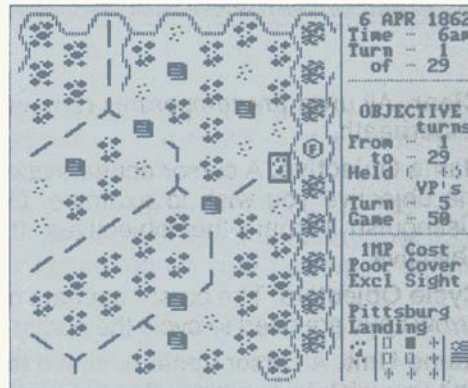 6 APR 1862
Time - 6am
Turn - 1
of - 29
OBJECTIVE
turns
From - 1
to - 29
Held - +
VP's
Turn - 5
Game - 50
1MP Cost
Poor Cover
Excl Sight
Pittsburg
Landing